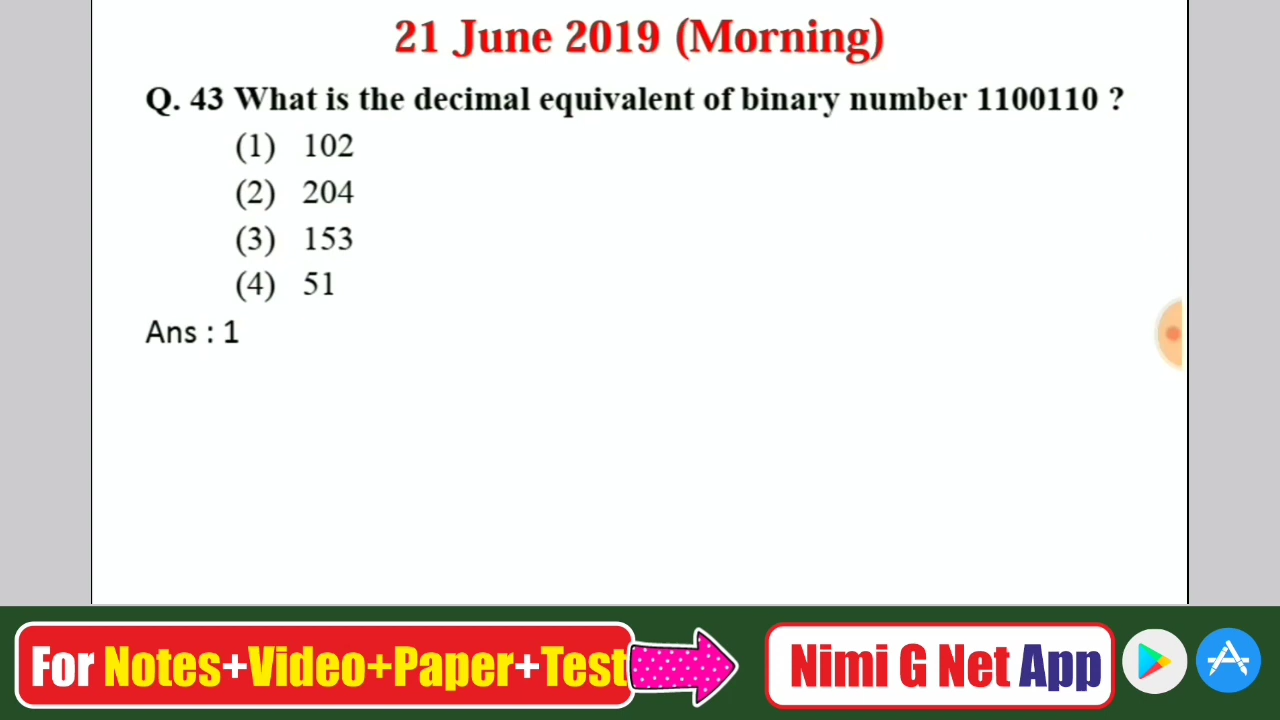 21 June 2019 (Morning)
Q. 43 What is the decimal equivalent of binary number 1100110 ?
(1) 102
(2) 204
(3) 153
(4) 51
Ans : 1
For Notes+Video+Paper+Test
Nimi G Net App